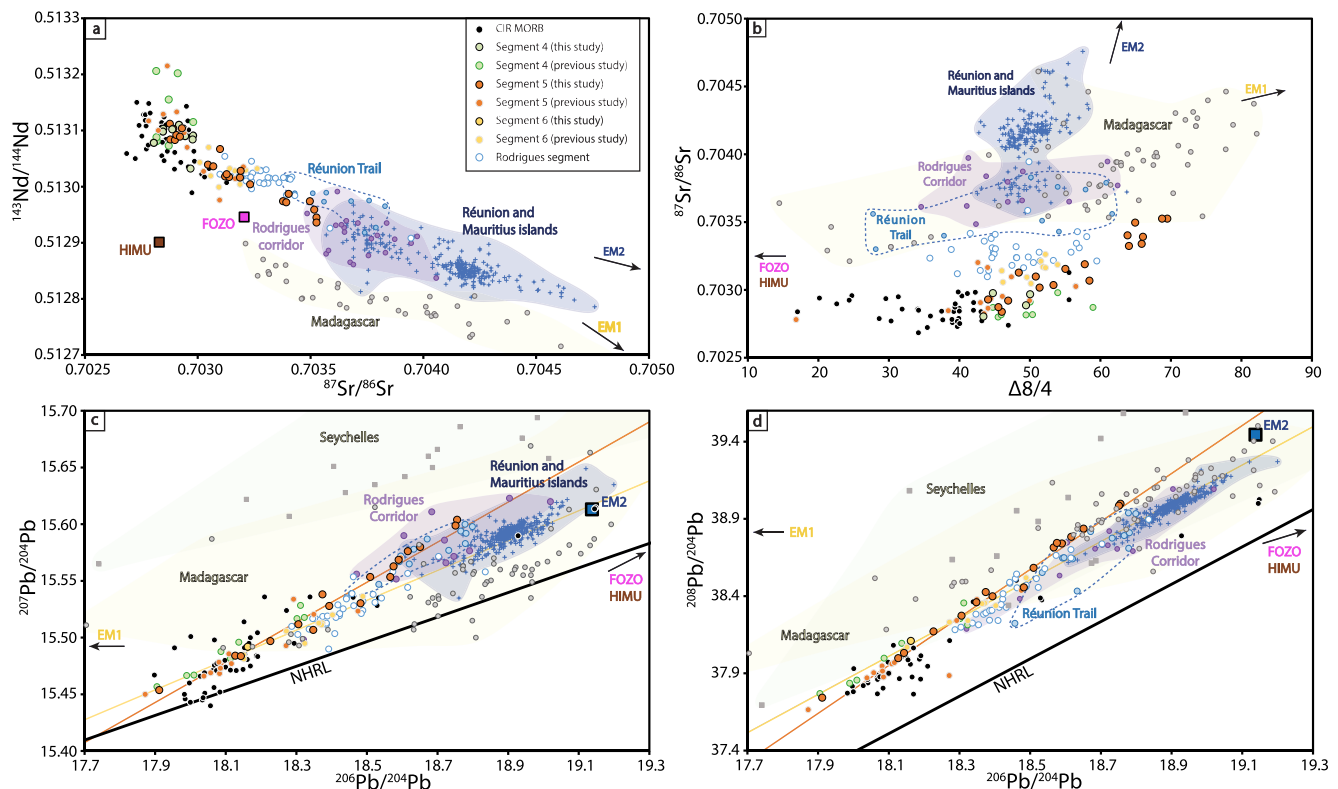 a
CIR MORB
Segment 4 (this study)
Segment 4 (previous study)
Segment 5 (this study)
Segment 5 (previous study)
Segment 6 (this study)
Segment 6 (previous study)
Rodrigues segment
Réunion Trail
Réunion and
Mauritius islands
FOZO
HIMU
Rodrigues
corridor
Madagascar
EM2
EM1
0.5133
0.5132
0.5131
0.5130
0.5129
0.5128
0.5127
143Nd/144Nd
0.7025
0.7030
0.7035
0.7040
0.7045
0.7050
87Sr/86Sr
b
EM2
EM1
Réunion and
Mauritius islands
Madagascar
Rodrigues
Corridor
Réunion
Trail
FOZO
HIMU
0.7050
0.7045
0.7040
0.7035
0.7030
0.7025
87Sr/86Sr
10
20
30
40
50
60
70
80
90
Δ8/4
c
Seychelles
Réunion and
Mauritius islands
Rodrigues
Corridor
EM2
Madagascar
FOZO
HIMU
EM1
NHRL
15.70
15.65
15.60
15.55
15.50
15.45
15.40
207Pb/204Pb
17.7
17.9
18.1
18.3
18.5
18.7
18.9
19.1
19.3
206Pb/204Pb
d
EM2
Seychelles
EM1
Rodrigues
Corridor
FOZO
HIMU
Réunion Trail
Madagascar
NHRL
39.4
38.9
38.4
37.9
37.4
208Pb/204Pb
17.7
17.9
18.1
18.3
18.5
18.7
18.9
19.1
19.3
206Pb/204Pb